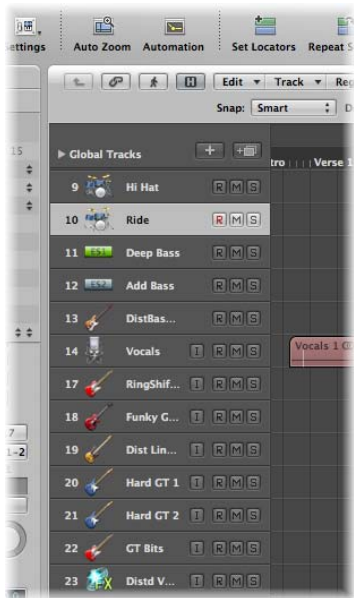 ettings Auto Zoom Automation Set Locators Repeat S
H Edit Track Reg
Snap: Smart D
15
Global Tracks
tro Verse 1
9 Hi Hat R M S
10 Ride R M S
11 ES1 Deep Bass R M S
12 ES2 Add Bass R M S
13 DistBas... R M S
14 Vocals I R M S Vocals 1
17 RingShif... I R M S
18 Funky G... I R M S
7
19 Dist Lin... I R M S
1-2
20 Hard GT 1 I R M S
21 Hard GT 2 I R M S
22 GT Bits I R M S
23 FX Distd V... I R M S